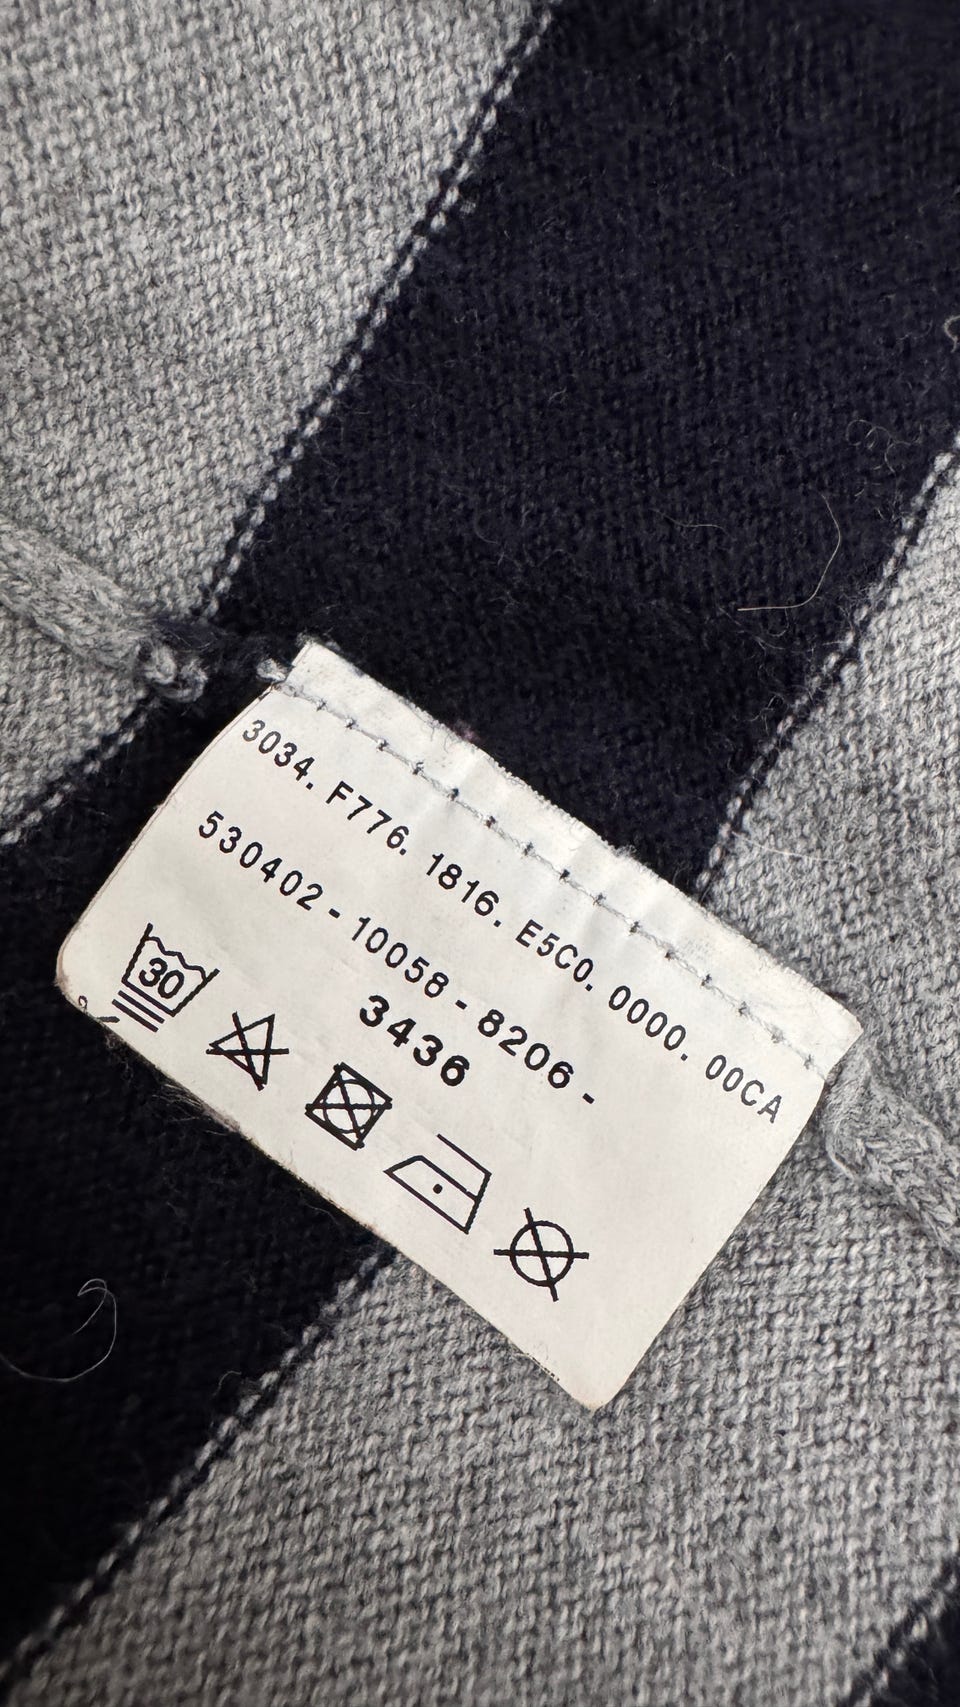 3034. F776. 1816. E5C0. 0000. 00CA
530402 - 10058 - 8206 -
3436
30